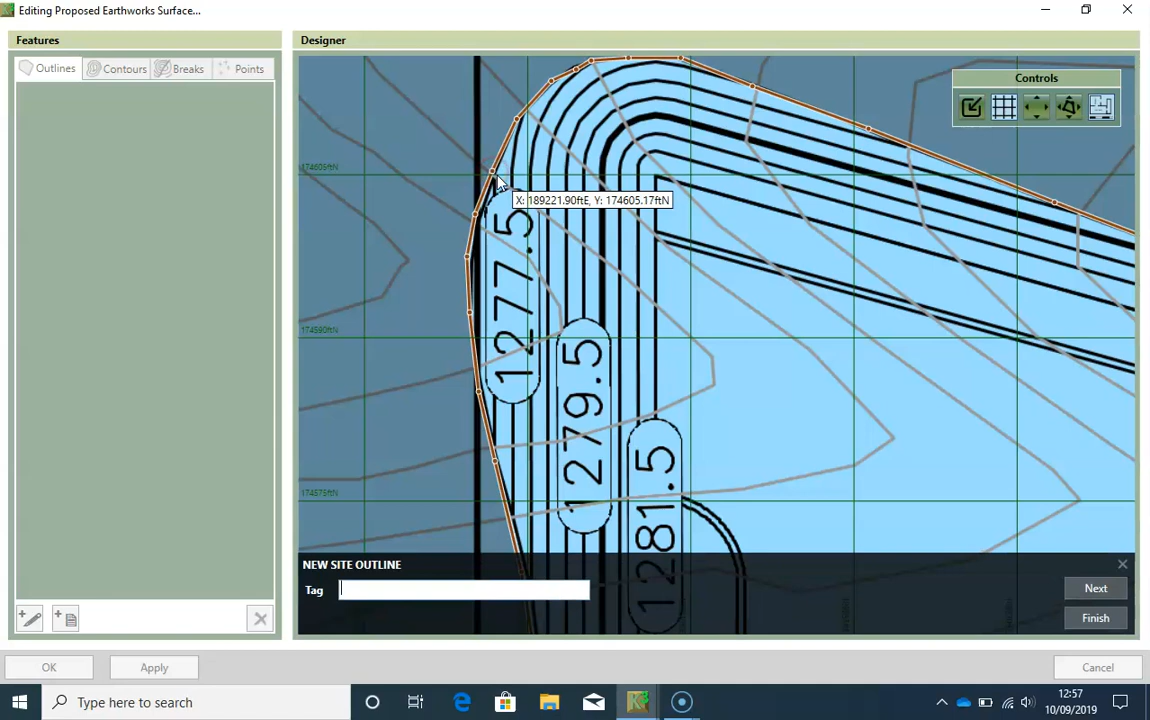 Editing Proposed Earthworks Surface...
Features
Designer
Outlines
Contours
Breaks
Points
Controls
174605ftN
X: 189221.90ftE, Y: 174605.17ftN
1277.5
174590ftN
1279.5
1281.5
174575ftN
NEW SITE OUTLINE
Tag
Next
Finish
OK
Apply
Cancel
Type here to search
12:57
10/09/2019